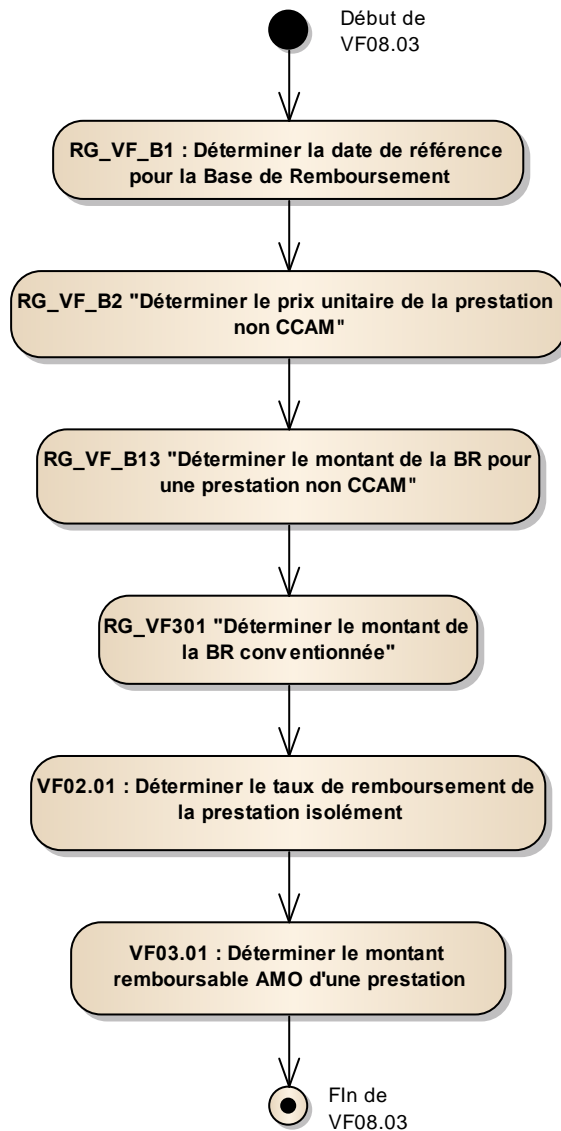 Début de
VF08.03
RG_VF_B1 : Déterminer la date de référence
pour la Base de Remboursement
RG_VF_B2 "Déterminer le prix unitaire de la prestation
non CCAM"
RG_VF_B13 "Déterminer le montant de la BR pour
une prestation non CCAM"
RG_VF301 "Déterminer le montant de
la BR conventionnée"
VF02.01 : Déterminer le taux de remboursement de
la prestation isolément
VF03.01 : Déterminer le montant
remboursable AMO d'une prestation
FIn de
VF08.03